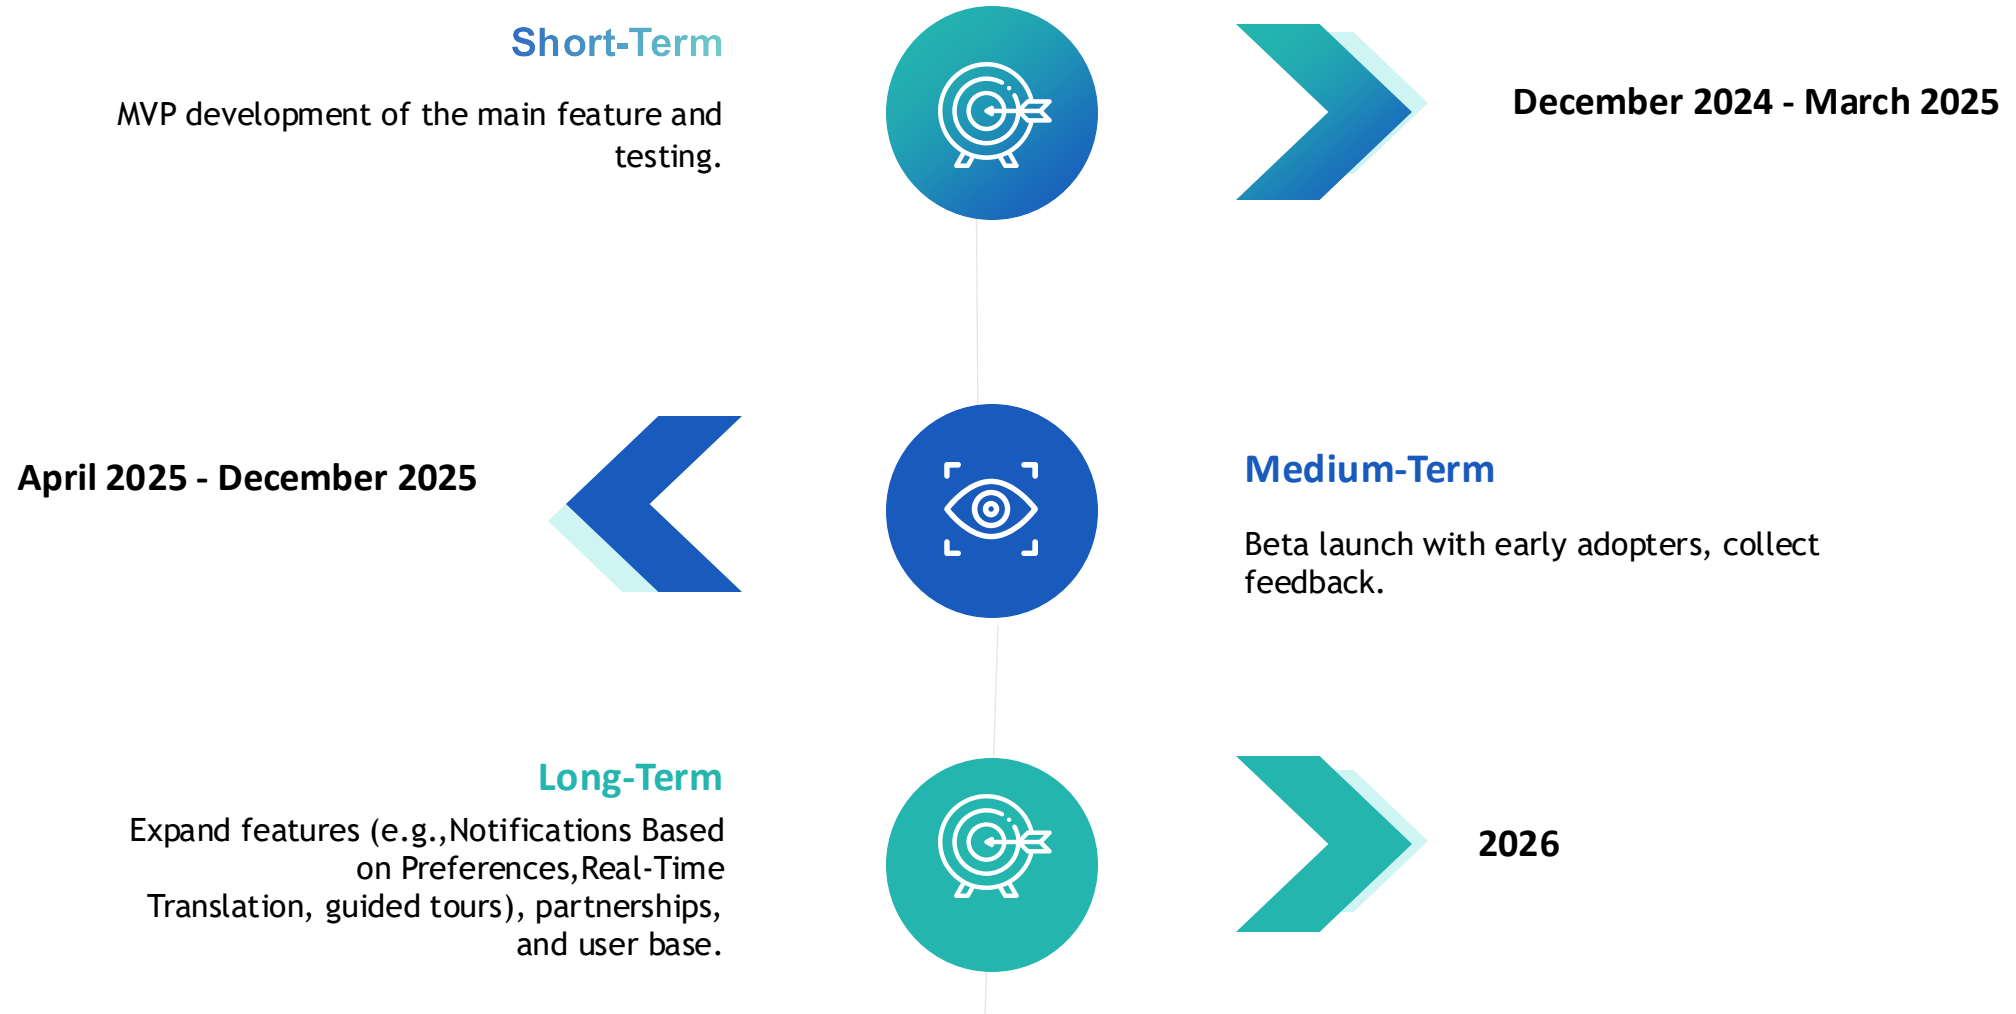 Short-Term
MVP development of the main feature and
testing.
December 2024 - March 2025
April 2025 - December 2025
Medium-Term
Beta launch with early adopters, collect
feedback.
Long-Term
Expand features (e.g.,Notifications Based
on Preferences,Real-Time
Translation, guided tours), partnerships,
and user base.
2026